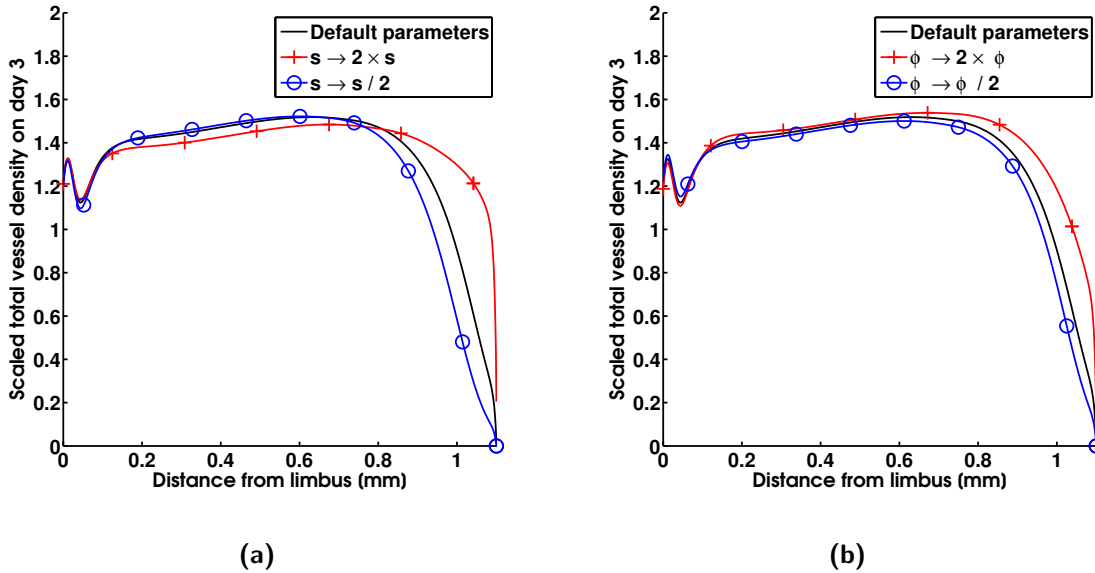 Scaled total vessel density on day 3
2
1.8
1.6
1.4
1.2
1
0.8
0.6
0.4
0.2
0
Default parameters
s → 2 × s
s → s / 2
0
0.2
0.4
0.6
0.8
1
Distance from limbus (mm)
(a)
Scaled total vessel density on day 3
2
1.8
1.6
1.4
1.2
1
0.8
0.6
0.4
0.2
0
Default parameters
ϕ → 2 × ϕ
ϕ → ϕ / 2
0
0.2
0.4
0.6
0.8
1
Distance from limbus (mm)
(b)